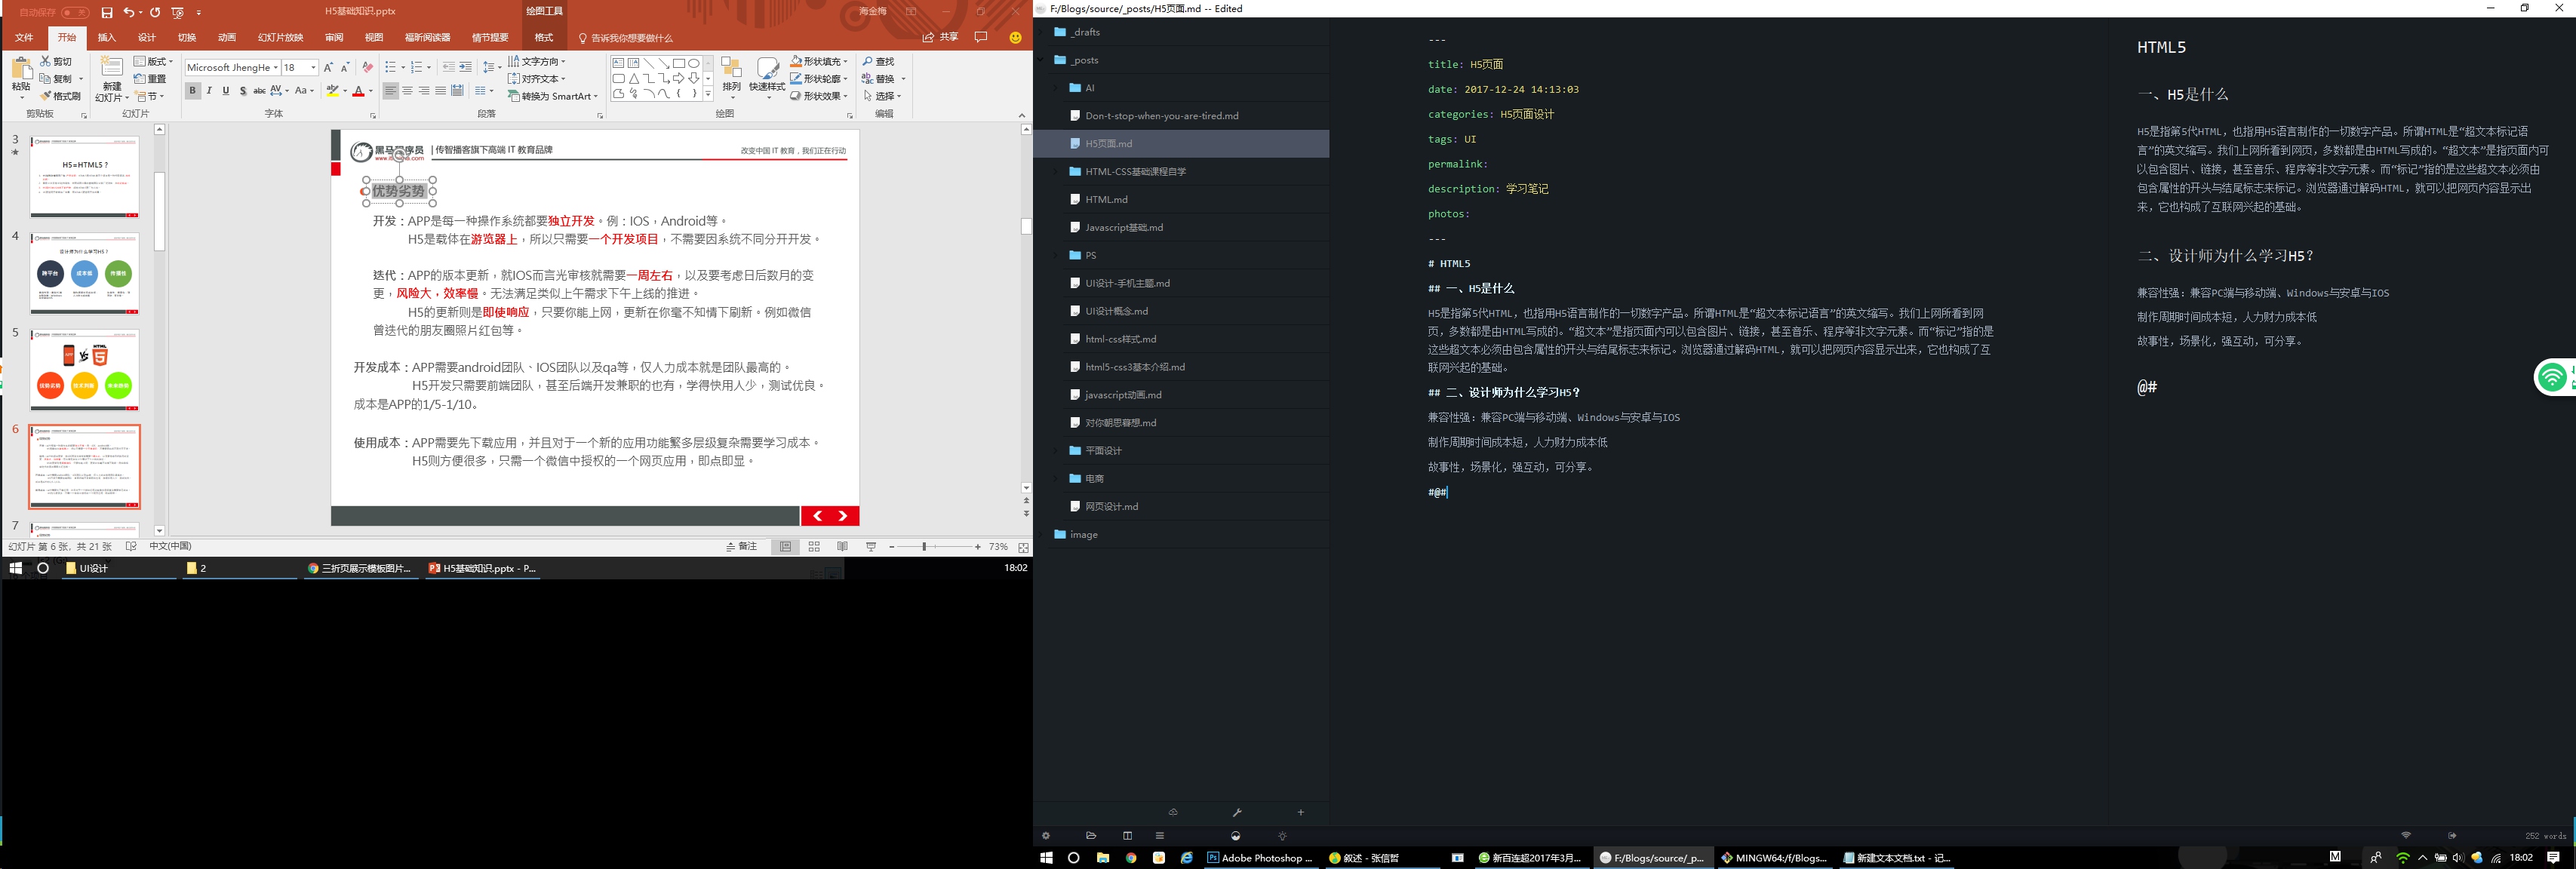 自动保存
H5基础知识.pptx
绘图工具
海金梅
文件 开始 插入 设计 切换 动画 幻灯片放映 审阅 视图 福昕阅读器 情节提要 格式 告诉我你想要做什么 共享
粘贴 剪切 复制 格式刷 剪贴板
新建 幻灯片 版式 重置 节 幻灯片
Microsoft JhengHe 18
B I U S abc AV Aa A
字体
文字方向 对齐文本 转换为 SmartArt
段落
排列 快速样式 形状填充 形状轮廓 形状效果
绘图
查找 替换 选择
编辑
3
H5=HTML5？
4
设计师为什么学习H5？
跨平台 成本低 传播性
5
VS HTML
优势劣势
6
7
黑马程序员 | 传智播客旗下高端 IT 教育品牌
改变中国 IT 教育，我们正在行动
优势劣势
开发：APP是每一种操作系统都要独立开发。例：IOS，Android等。
H5是载体在游览器上，所以只需要一个开发项目，不需要因系统不同分开开发。
迭代：APP的版本更新，就IOS而言光审核就需要一周左右，以及要考虑日后数月的变
更，风险大，效率慢。无法满足类似上午需求下午上线的推进。
H5的更新则是即使响应，只要你能上网，更新在你毫不知情下刷新。例如微信
曾迭代的朋友圈照片红包等。
开发成本：APP需要android团队、IOS团队以及qa等，仅人力成本就是团队最高的。
H5开发只需要前端团队，甚至后端开发兼职的也有，学得快用人少，测试优良。
成本是APP的1/5-1/10。
使用成本：APP需要先下载应用，并且对于一个新的应用功能繁多层级复杂需要学习成本。
H5则方便很多，只需一个微信中授权的一个网页应用，即点即显。
幻灯片 第 6 张，共 21 张 中文(中国) 备注 73%
UI设计 2 三折页展示模板图片... H5基础知识.pptx - P... 18:02
F:/Blogs/source/_posts/H5页面.md -- Edited
_drafts
_posts
AI
Don-t-stop-when-you-are-tired.md
H5页面.md
HTML-CSS基础课程自学
HTML.md
Javascript基础.md
PS
UI设计-手机主题.md
UI设计概念.md
html-css样式.md
html5-css3基本介绍.md
javascript动画.md
对你朝思暮想.md
平面设计
电商
网页设计.md
image
---
title: H5页面
date: 2017-12-24 14:13:03
categories: H5页面设计
tags: UI
permalink:
description: 学习笔记
photos:
---
# HTML5
## 一、H5是什么
H5是指第5代HTML，也指用H5语言制作的一切数字产品。所谓HTML是“超文本标记语言”的英文缩写。我们上网所看到网
页，多数都是由HTML写成的。“超文本”是指页面内可以包含图片、链接，甚至音乐、程序等非文字元素。而“标记”指的是
这些超文本必须由包含属性的开头与结尾标志来标记。浏览器通过解码HTML，就可以把网页内容显示出来，它也构成了互
联网兴起的基础。
## 二、设计师为什么学习H5？
兼容性强：兼容PC端与移动端、Windows与安卓与IOS
制作周期时间成本短，人力财力成本低
故事性，场景化，强互动，可分享。
#@#
HTML5
一、H5是什么
H5是指第5代HTML，也指用H5语言制作的一切数字产品。所谓HTML是“超文本标记语
言”的英文缩写。我们上网所看到网页，多数都是由HTML写成的。“超文本”是指页面内可
以包含图片、链接，甚至音乐、程序等非文字元素。而“标记”指的是这些超文本必须由
包含属性的开头与结尾标志来标记。浏览器通过解码HTML，就可以把网页内容显示出
来，它也构成了互联网兴起的基础。
二、设计师为什么学习H5？
兼容性强：兼容PC端与移动端、Windows与安卓与IOS
制作周期时间成本短，人力财力成本低
故事性，场景化，强互动，可分享。
@#
252 words
Adobe Photoshop ... 叙述 - 张信哲 新百连超2017年3月... F:/Blogs/source/_p... MINGW64:/f/Blogs... 新建文本文档.txt - 记... M 18:02